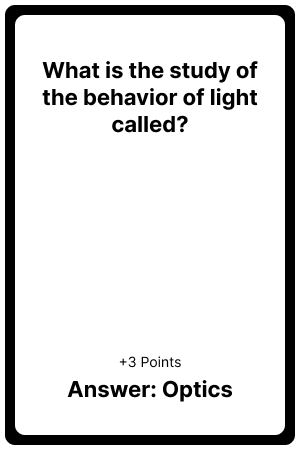 What is the study of
the behavior of light
called?
+3 Points
Answer: Optics